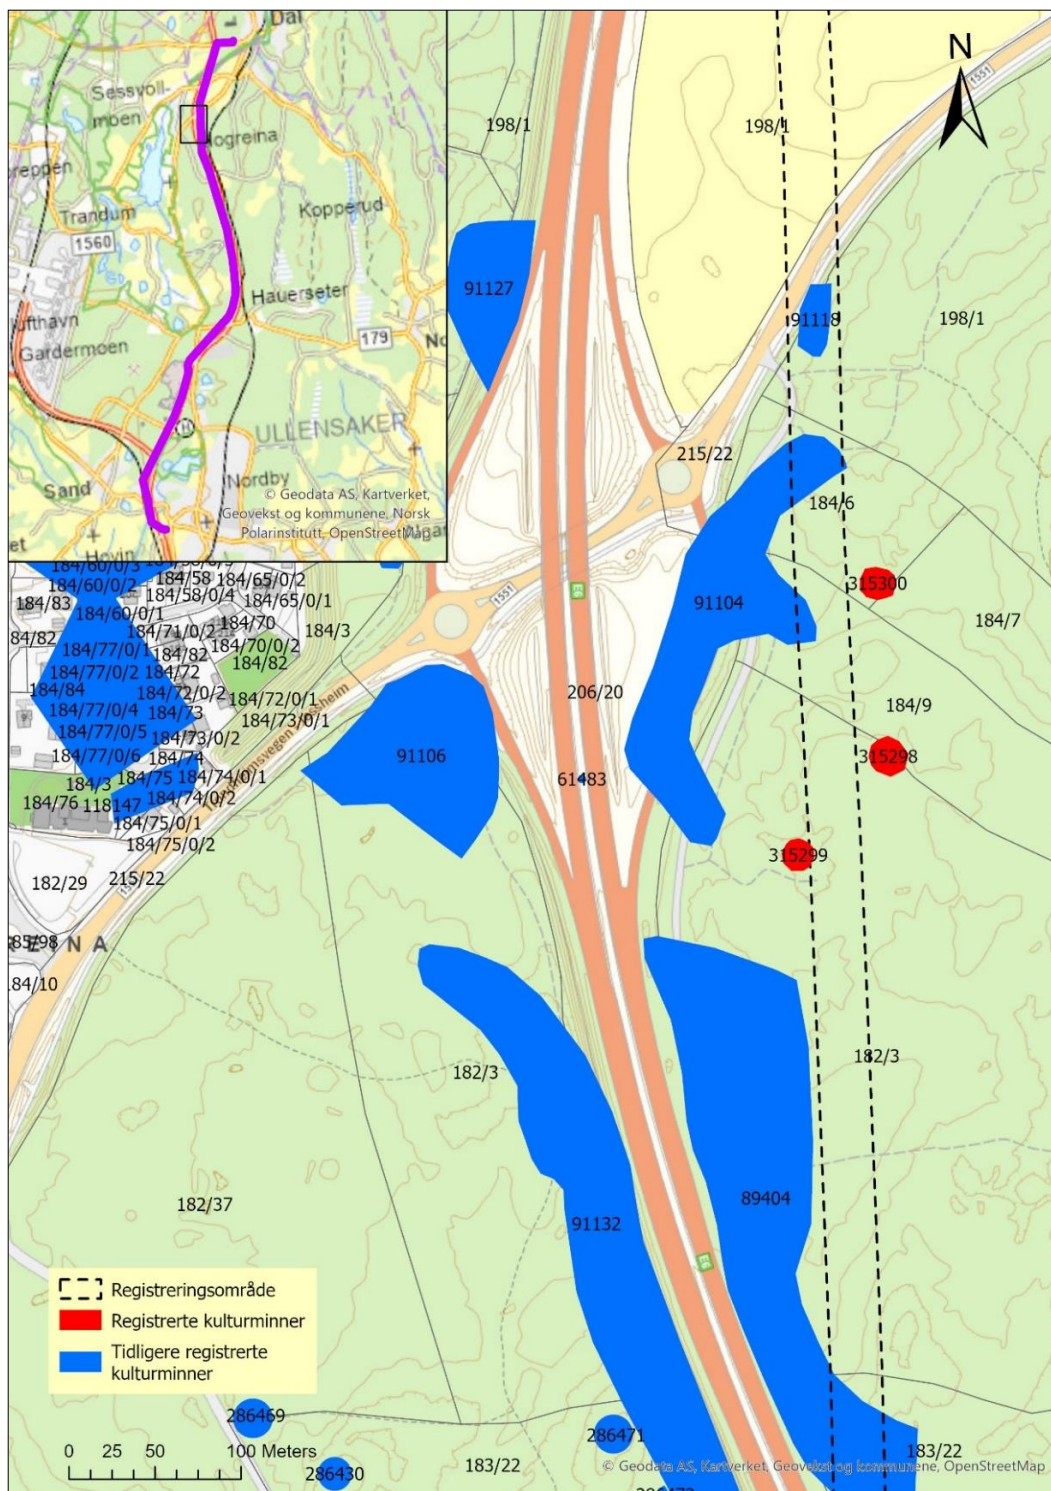 Dal
Sessvoll-
moen
Nogreina
reppen
Trandum
1560
Kopperud
Hauerseter
179
ufthavn
Gardermoen
ULLENSAKER
H
Nordby
Sand
et
Hovin
© Geodata AS, Kartverket,
Geovekst og kommunene, Norsk
Polarinstitutt, OpenStreetMap
N
1551
198/1
198/1
91127
91118
198/1
215/22
184/6
184/60/0/3
184/60/0/2
184/58
184/65/0/2
184/58/0/4
184/65/0/1
184/83
184/60/0/1
184/70
184/3
184/71/0/2
84/82
184/77/0/1
184/82
184/70/0/2
184/82
184/77/0/2
184/72
184/84
184/72/0/2
184/72/0/1
184/77/0/4
184/73
184/73/0/1
184/77/0/5
184/73/0/2
184/77/0/6
184/74
184/3
184/75
184/74/0/1
184/76
118147
184/74/0/2
184/75/0/1
184/75/0/2
1551
E6
91104
315300
184/7
206/20
184/9
91106
61483
315298
315299
182/29
215/22
85/98
EINA
184/10
182/3
182/3
182/37
91132
89404
E6
Registreringsområde
Registrerte kulturminner
Tidligere registrerte
kulturminner
286469
286471
286430
183/22
183/22
0 25 50 100 Meters
© Geodata AS, Kartverket, Geovekst og kommunene, OpenStreetMap